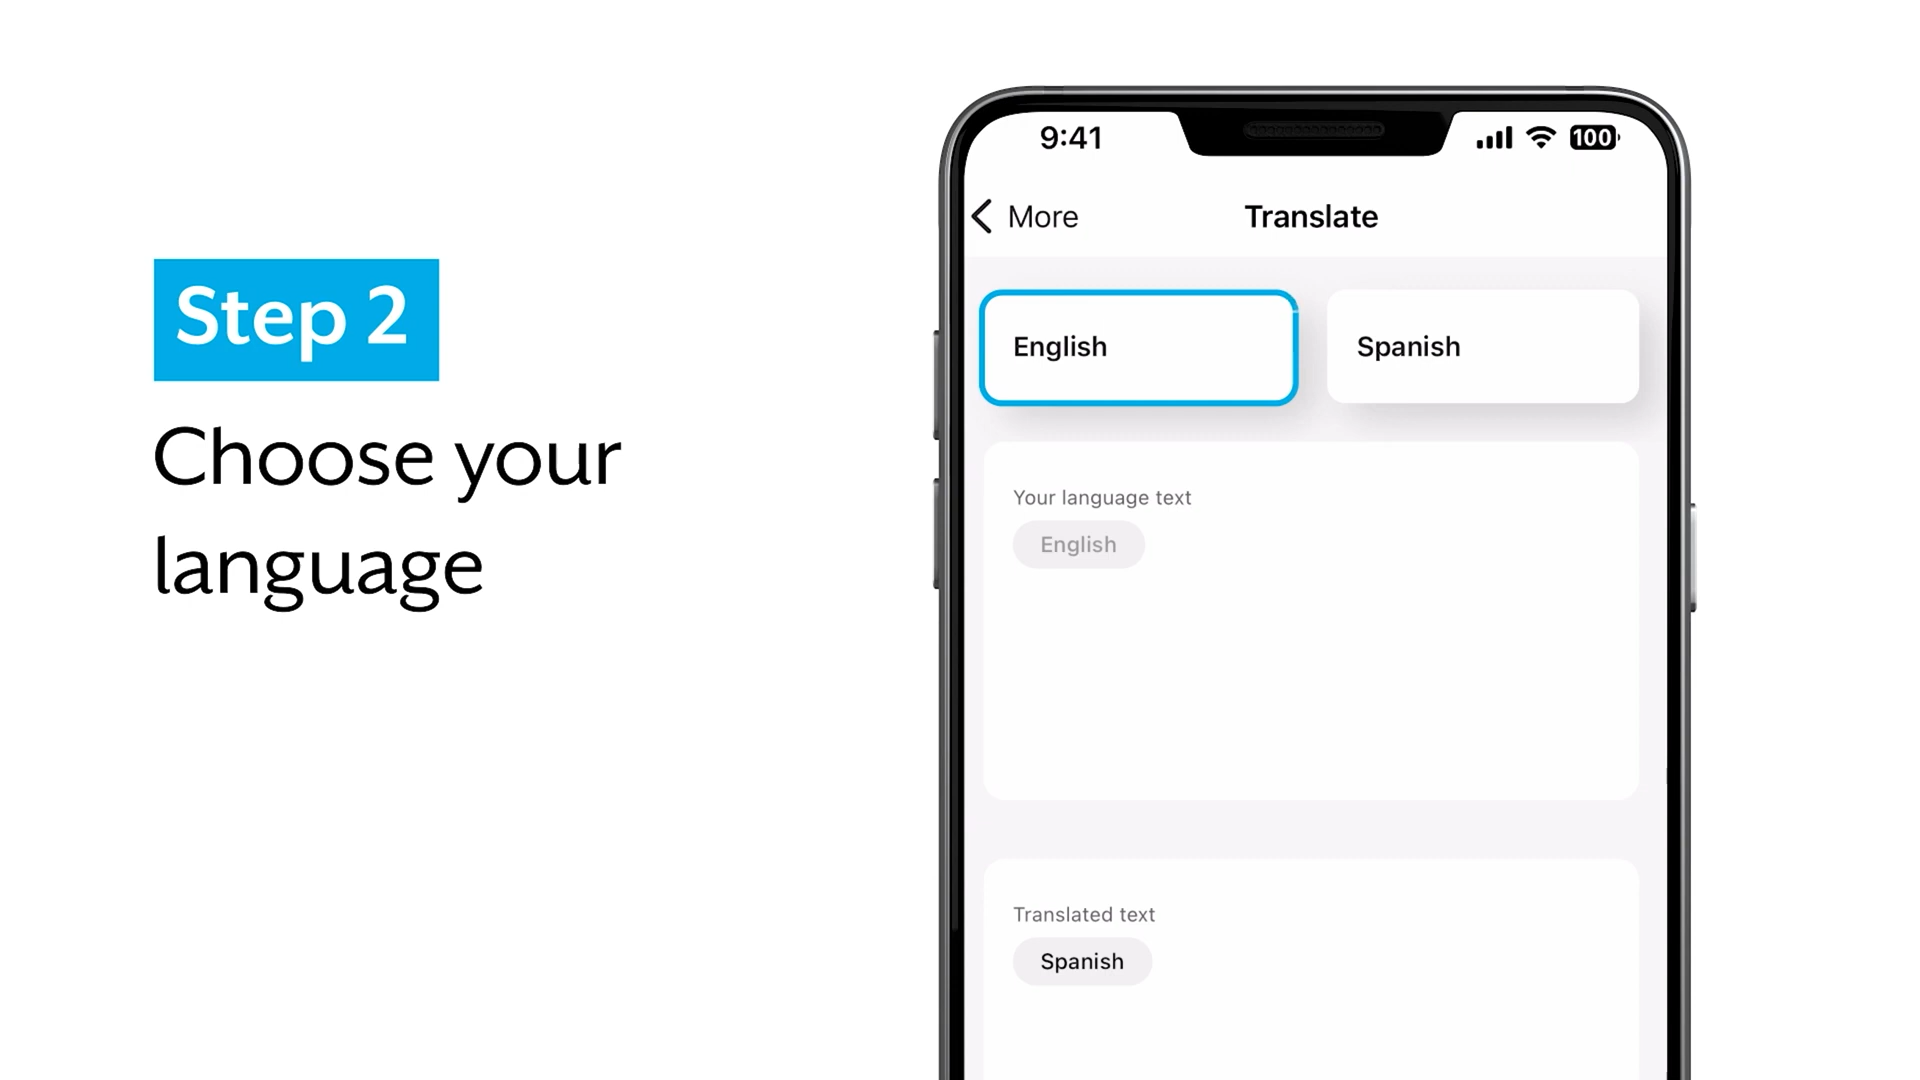 Step 2
Choose your
language
9:41
100
More
Translate
English
Spanish
Your language text
English
Translated text
Spanish